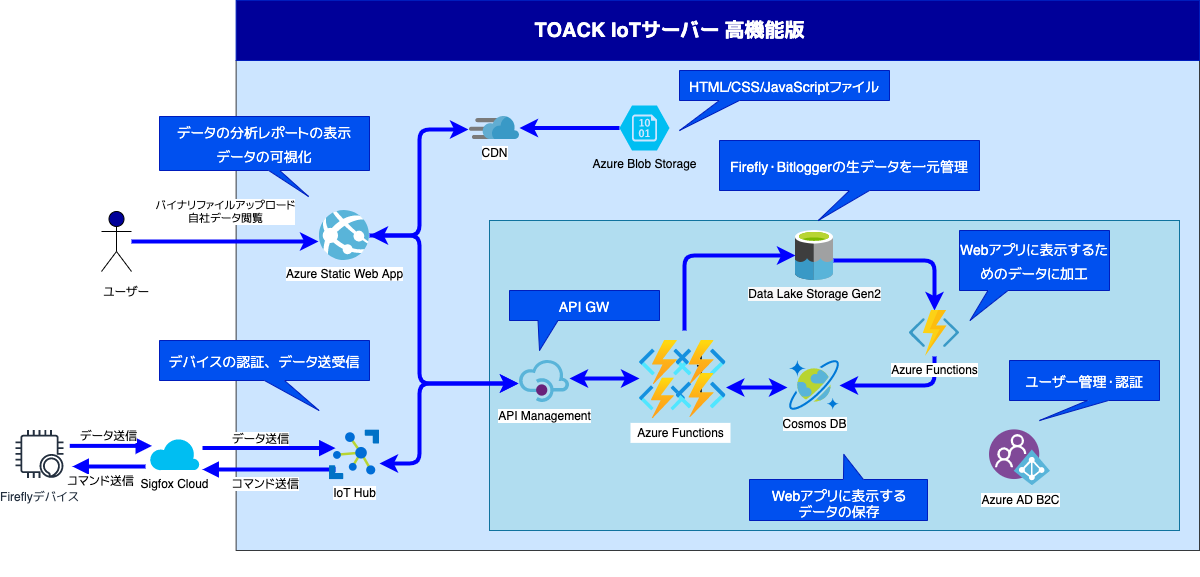 TOACK IoTサーバー 高機能版
HTML/CSS/JavaScriptファイル
データの分析レポートの表示
データの可視化
CDN
Azure Blob Storage
Firefly・Bitloggerの生データを一元管理
バイナリファイルアップロード
自社データ閲覧
Azure Static Web App
ユーザー
Webアプリに表示するた
めのデータに加工
Data Lake Storage Gen2
API GW
デバイスの認証、データ送受信
Azure Functions
ユーザー管理・認証
API Management
Azure Functions
Cosmos DB
データ送信
データ送信
コマンド送信
Sigfox Cloud
コマンド送信
IoT Hub
Fireflyデバイス
Webアプリに表示する
データの保存
Azure AD B2C
10
01